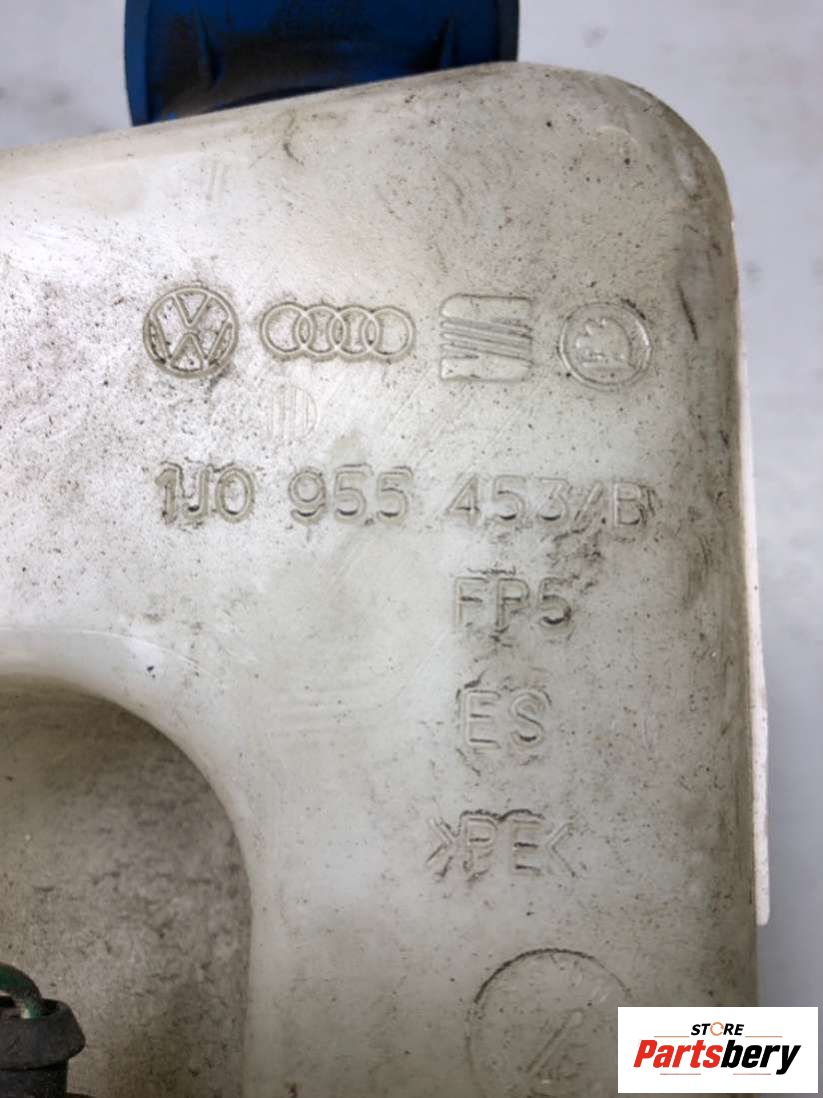 1J0 955 453/B
FP5
ES
>PE<
STORE
Partsbery